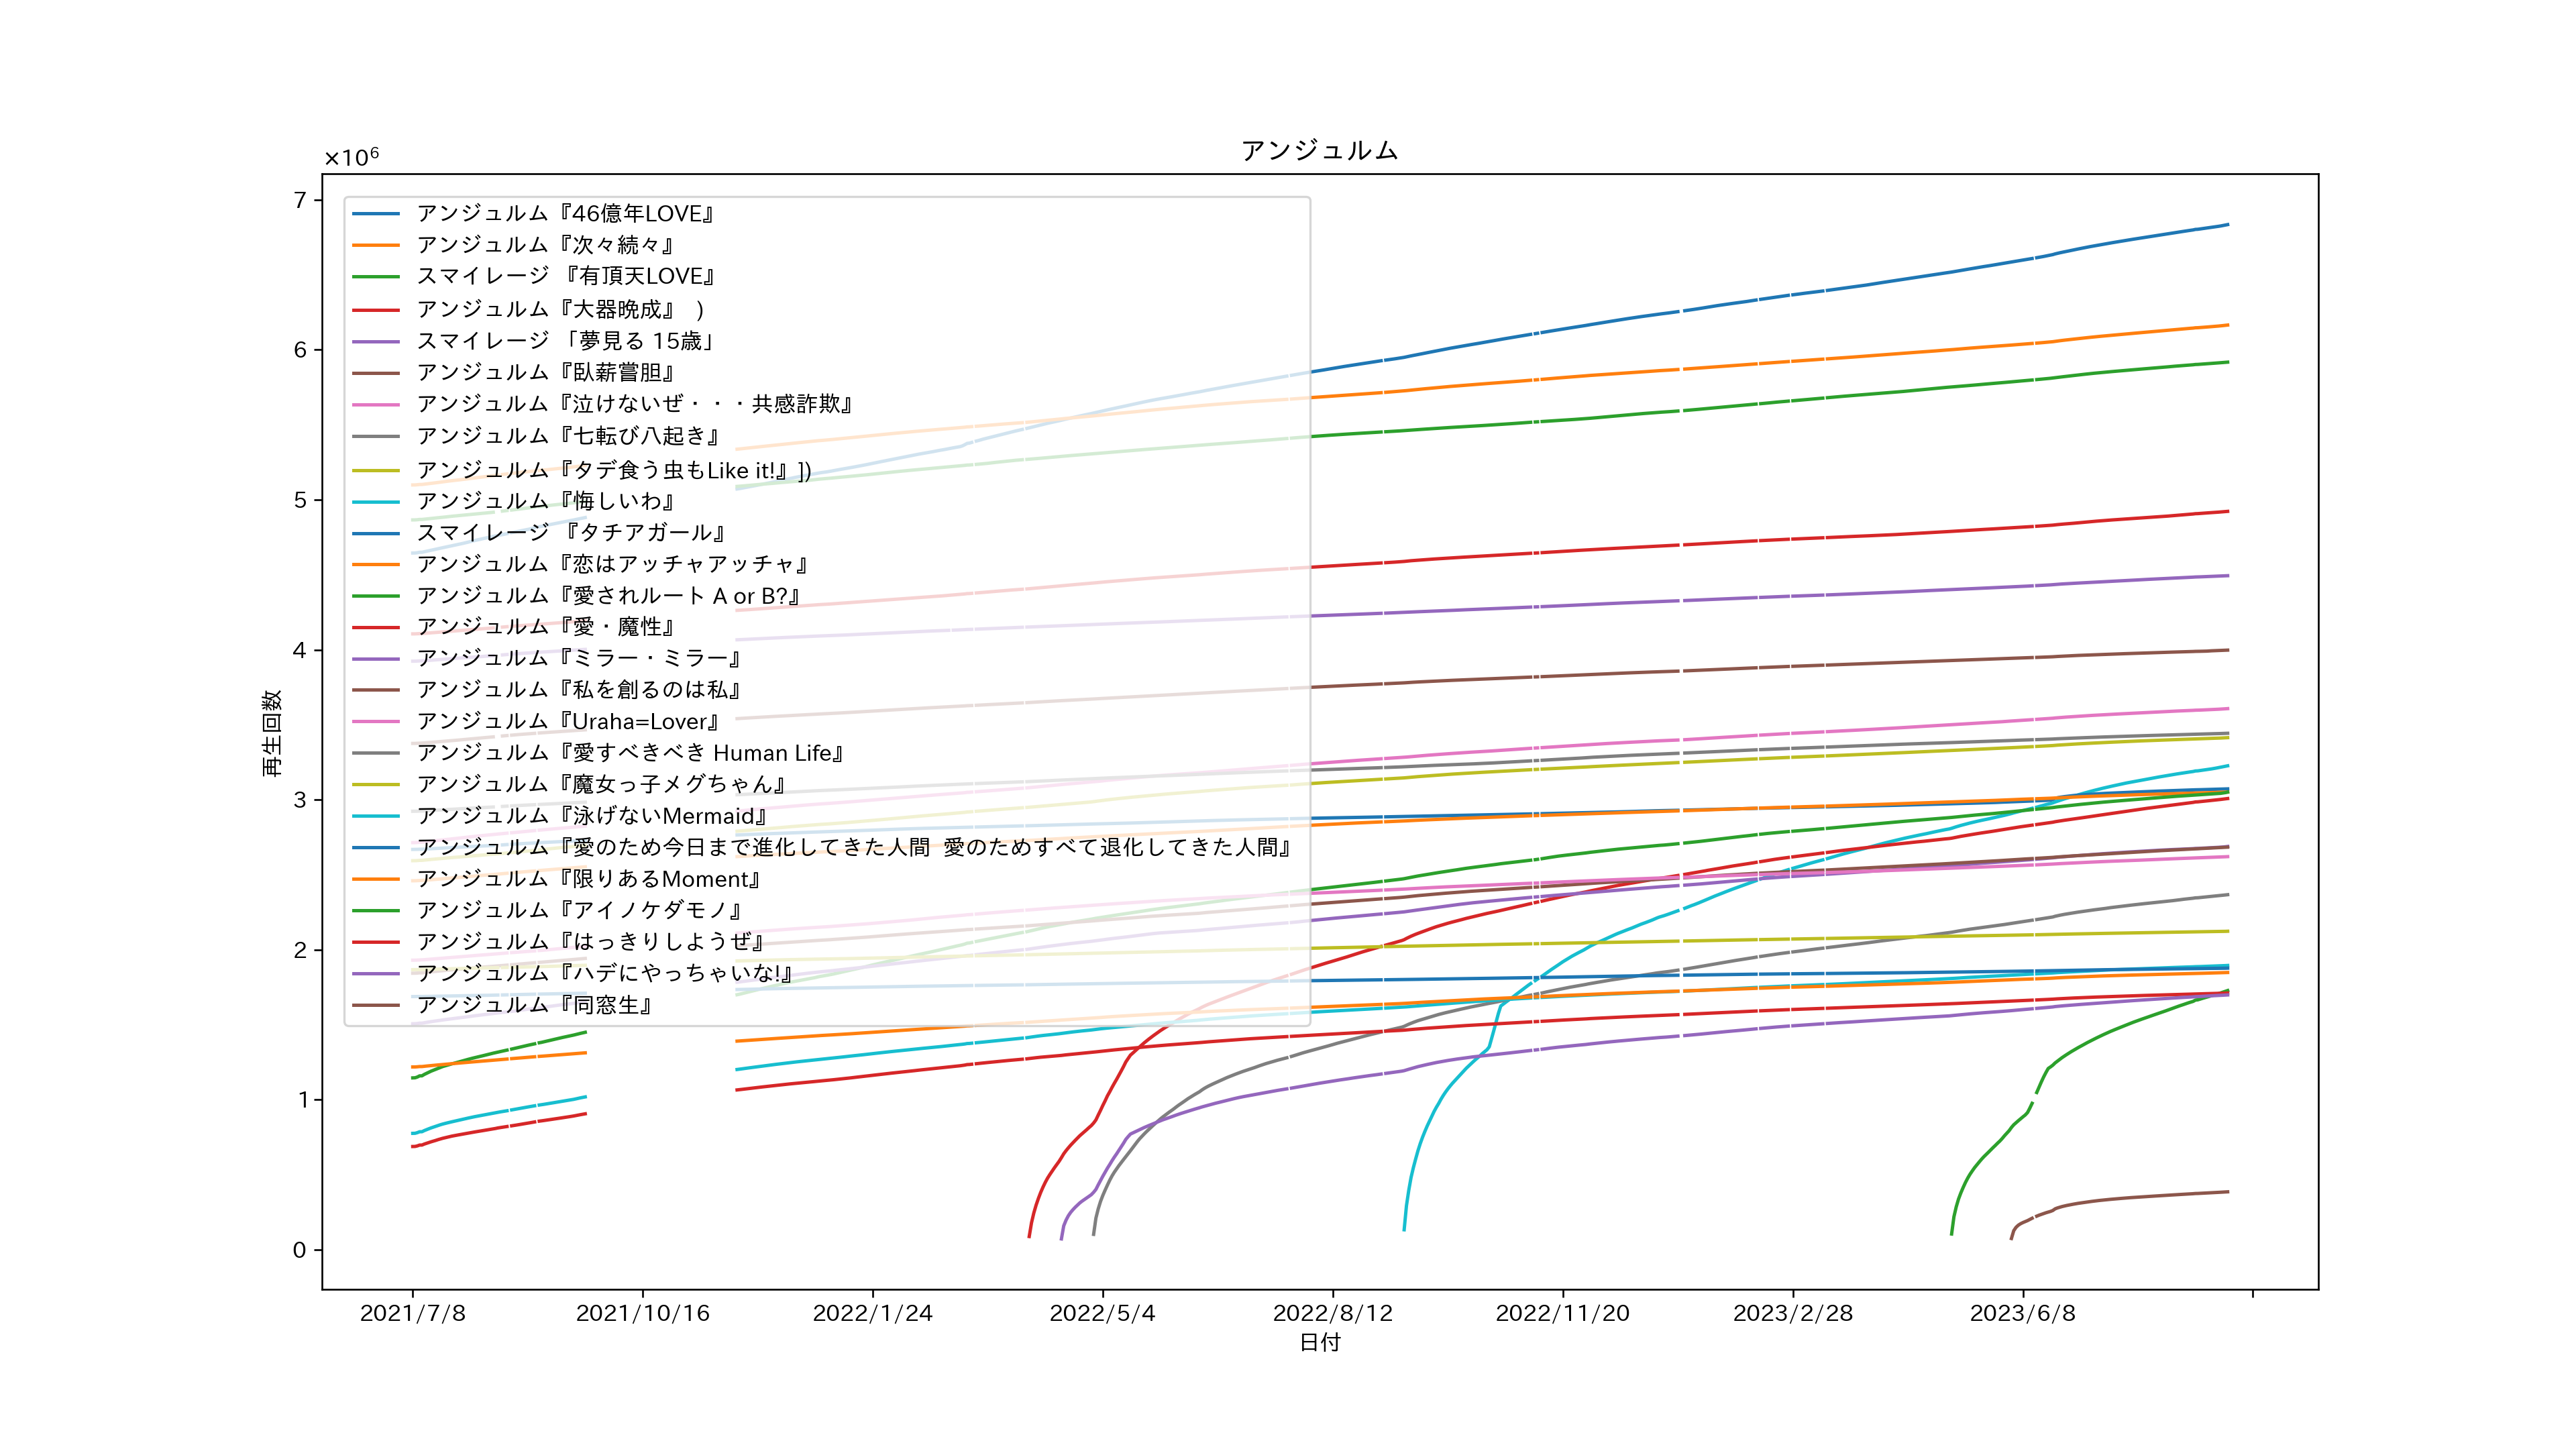 アンジュルム
×10⁶
7
6
5
4
3
2
1
0
再生回数
アンジュルム『46億年LOVE』
アンジュルム『次々続々』
スマイレージ 『有頂天LOVE』
アンジュルム『大器晩成』 )
スマイレージ 「夢見る 15歳」
アンジュルム『臥薪嘗胆』
アンジュルム『泣けないぜ・・・共感詐欺』
アンジュルム『七転び八起き』
アンジュルム『タデ食う虫もLike it!』])
アンジュルム『悔しいわ』
スマイレージ 『タチアガール』
アンジュルム『恋はアッチャアッチャ』
アンジュルム『愛されルート A or B?』
アンジュルム『愛・魔性』
アンジュルム『ミラー・ミラー』
アンジュルム『私を創るのは私』
アンジュルム『Uraha=Lover』
アンジュルム『愛すべきべき Human Life』
アンジュルム『魔女っ子メグちゃん』
アンジュルム『泳げないMermaid』
アンジュルム『愛のため今日まで進化してきた人間 愛のためすべて退化してきた人間』
アンジュルム『限りあるMoment』
アンジュルム『アイノケダモノ』
アンジュルム『はっきりしようぜ』
アンジュルム『ハデにやっちゃいな!』
アンジュルム『同窓生』
2021/7/8 2021/10/16 2022/1/24 2022/5/4 2022/8/12 2022/11/20 2023/2/28 2023/6/8
日付